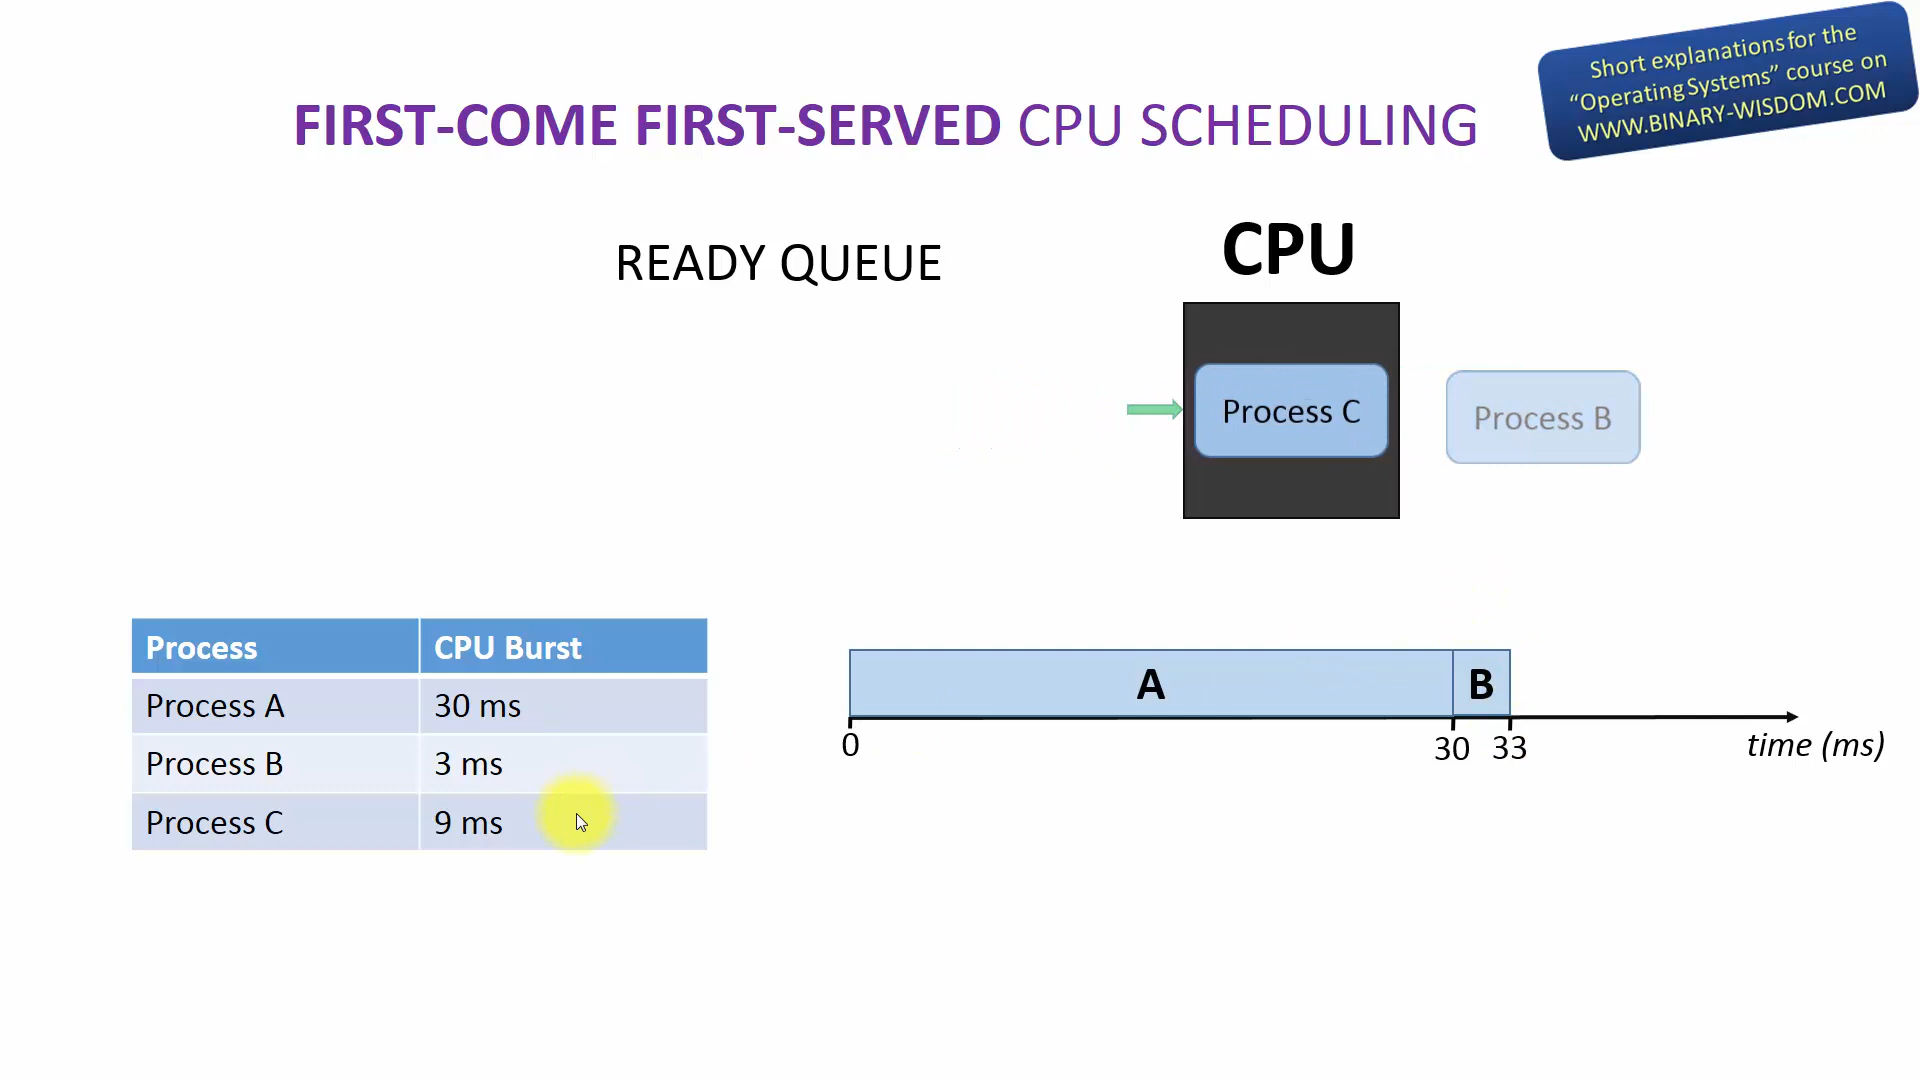 Short explanations for the
“Operating Systems” course on
WWW.BINARY-WISDOM.COM
FIRST-COME FIRST-SERVED CPU SCHEDULING
READY QUEUE
CPU
Process C
Process B
Process CPU Burst
Process A 30 ms
Process B 3 ms
Process C 9 ms
A B
0 30 33 time (ms)